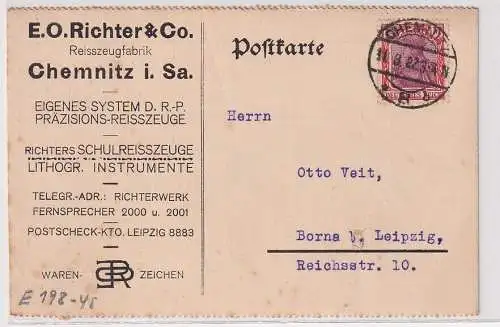 E.O.Richter & Co.
Reisszeugfabrik
Chemnitz i. Sa.
EIGENES SYSTEM D. R.-P.
PRÄZISIONS-REISSZEUGE
RICHTERS SCHULREISSZEUGE
LITHOGR. INSTRUMENTE
TELEGR.-ADR.: RICHTERWERK
FERNSPRECHER 2000 u. 2001
POSTSCHECK-KTO. LEIPZIG 8883
WAREN- ZEICHEN
E 198-45
Postkarte
CHEMNITZ
Herrn
Otto Veit,
Borna b. Leipzig,
Reichsstr. 10.